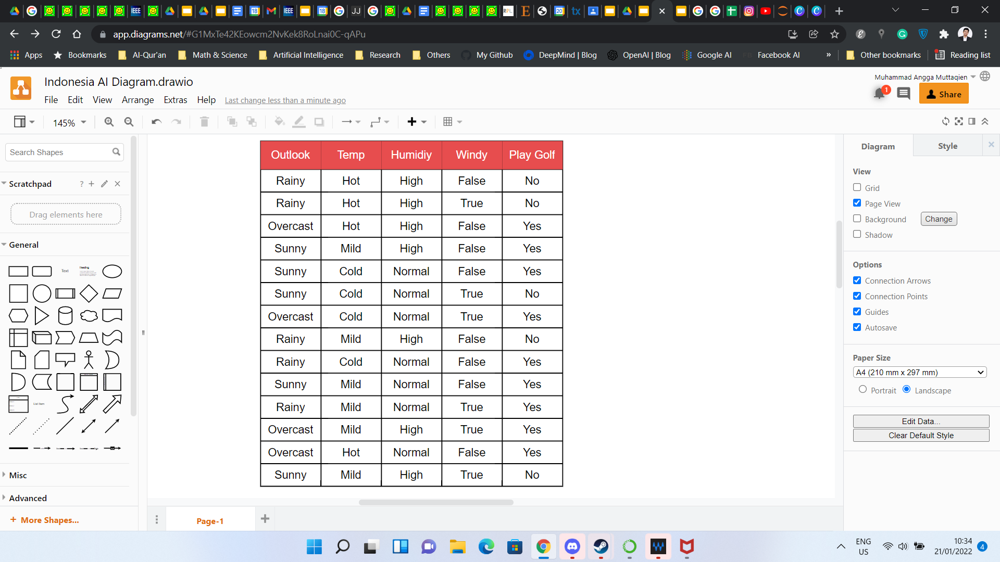 app.diagrams.net/#G1MxTe42KEowcm2NvKek8RoLnai0C-qAPu
Apps Bookmarks Al-Qur'an Math & Science Artificial Intelligence Research Others My Github DeepMind | Blog OpenAI | Blog Google AI Facebook AI » Other bookmarks Reading list
Indonesia AI Diagram.drawio
Muhammad Angga Muttaqien
File Edit View Arrange Extras Help Last change less than a minute ago
1
Share
145%
Search Shapes
Scratchpad
Drag elements here
General
Text
Heading
List Item
Misc
Advanced
+ More Shapes...
Outlook Temp Humidiy Windy Play Golf
Rainy Hot High False No
Rainy Hot High True No
Overcast Hot High False Yes
Sunny Mild High False Yes
Sunny Cold Normal False Yes
Sunny Cold Normal True No
Overcast Cold Normal True Yes
Rainy Mild High False No
Rainy Cold Normal False Yes
Sunny Mild Normal False Yes
Rainy Mild Normal True Yes
Overcast Mild High True Yes
Overcast Hot Normal False Yes
Sunny Mild High True No
Page-1
Diagram Style
View
Grid
Page View
Background Change
Shadow
Options
Connection Arrows
Connection Points
Guides
Autosave
Paper Size
A4 (210 mm x 297 mm)
Portrait Landscape
Edit Data...
Clear Default Style
ENG
US
10:34
21/01/2022
4